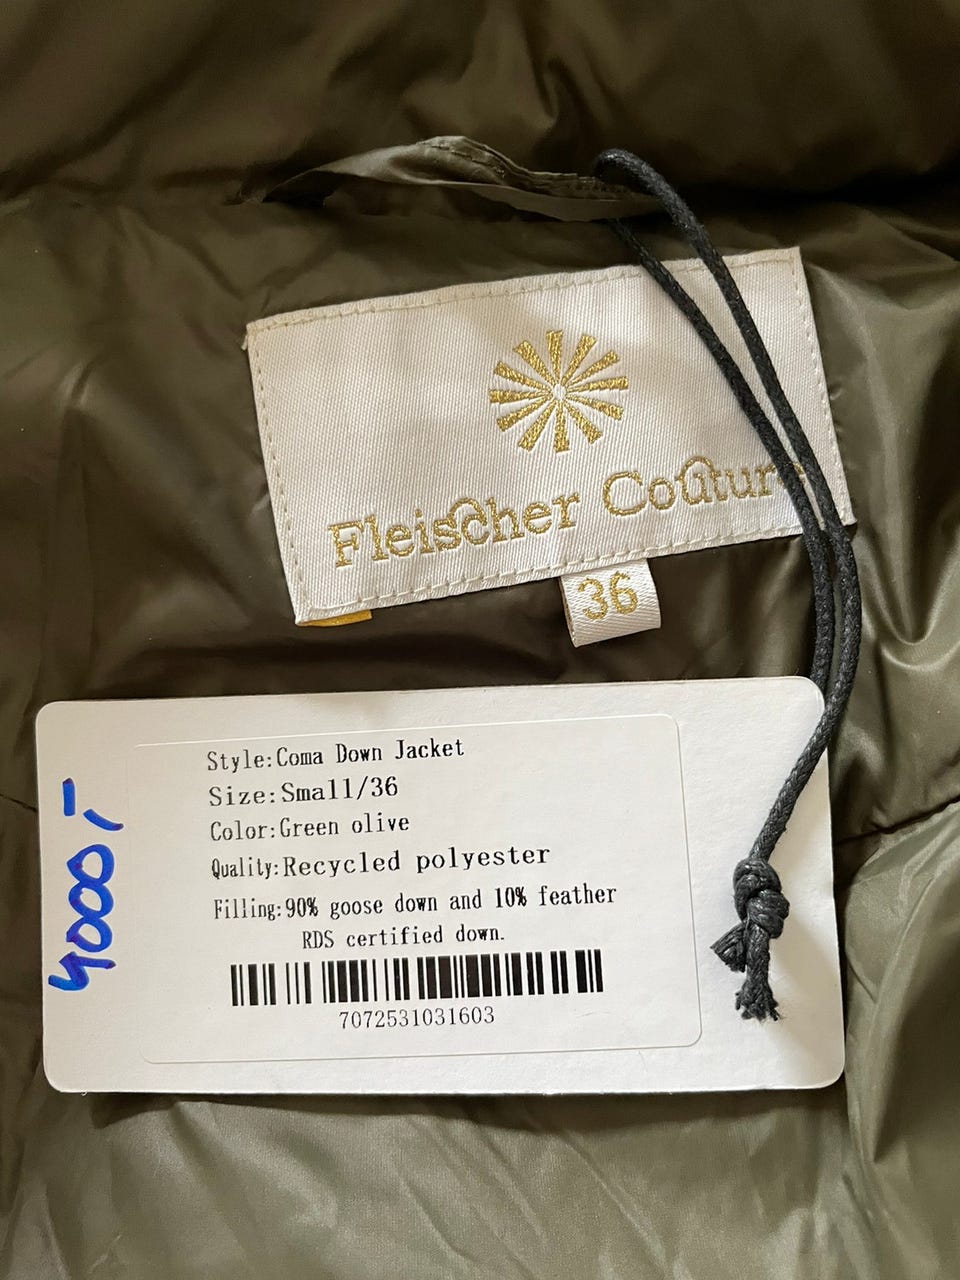 Fleischer Couture
36
Style:Coma Down Jacket
Size:Small/36
Color:Green olive
Quality:Recycled polyester
Filling:90% goose down and 10% feather
RDS certified down.
7072531031603
4000,-